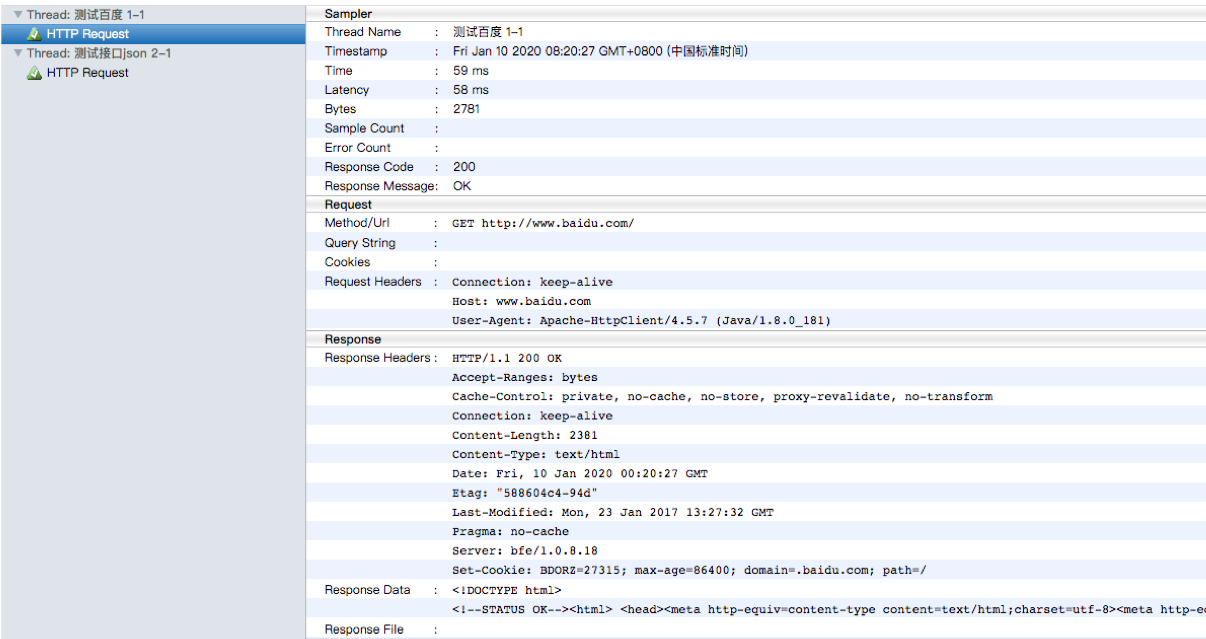 Thread: 测试百度 1-1
HTTP Request
Thread: 测试接口json 2-1
HTTP Request
Sampler
Thread Name : 测试百度 1-1
Timestamp : Fri Jan 10 2020 08:20:27 GMT+0800 (中国标准时间)
Time : 59 ms
Latency : 58 ms
Bytes : 2781
Sample Count :
Error Count :
Response Code : 200
Response Message: OK
Request
Method/Url : GET http://www.baidu.com/
Query String :
Cookies :
Request Headers : Connection: keep-alive
Host: www.baidu.com
User-Agent: Apache-HttpClient/4.5.7 (Java/1.8.0_181)
Response
Response Headers : HTTP/1.1 200 OK
Accept-Ranges: bytes
Cache-Control: private, no-cache, no-store, proxy-revalidate, no-transform
Connection: keep-alive
Content-Length: 2381
Content-Type: text/html
Date: Fri, 10 Jan 2020 00:20:27 GMT
Etag: "588604c4-94d"
Last-Modified: Mon, 23 Jan 2017 13:27:32 GMT
Pragma: no-cache
Server: bfe/1.0.8.18
Set-Cookie: BDORZ=27315; max-age=86400; domain=.baidu.com; path=/
Response Data : <!DOCTYPE html>
<!--STATUS OK--><html> <head><meta http-equiv=content-type content=text/html;charset=utf-8><meta http-e
Response File :